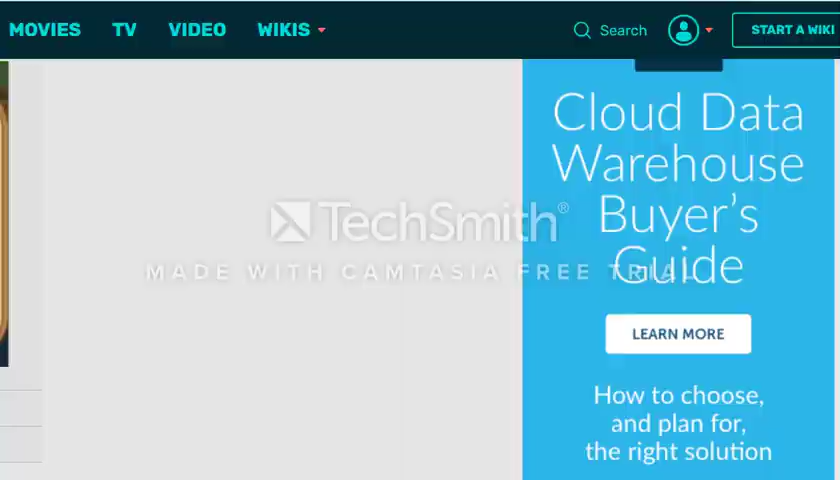 MOVIES TV VIDEO WIKIS Search START A WIKI
Cloud Data
Warehouse
Buyer's
Guide
TechSmith®
MADE WITH CAMTASIA FREE TRIAL
LEARN MORE
How to choose,
and plan for,
the right solution